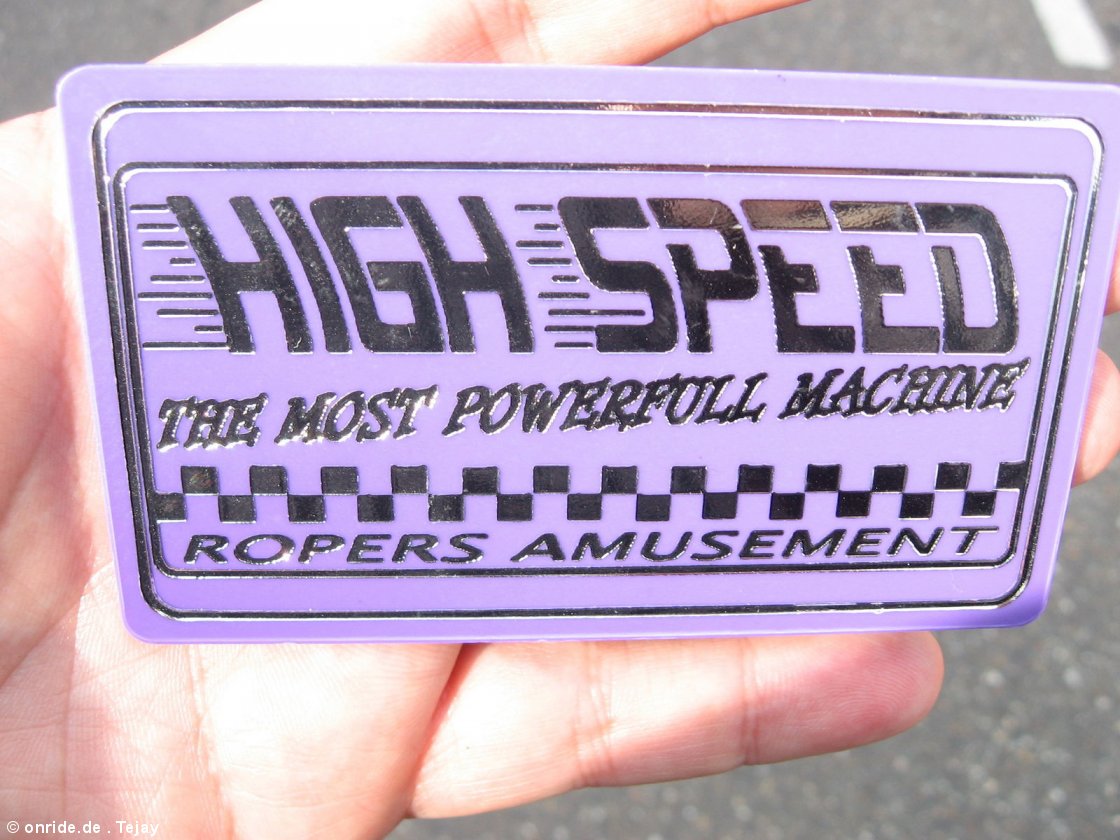 HIGH SPEED
THE MOST POWERFULL MACHINE
ROPERS AMUSEMENT
© onride.de . Tejay